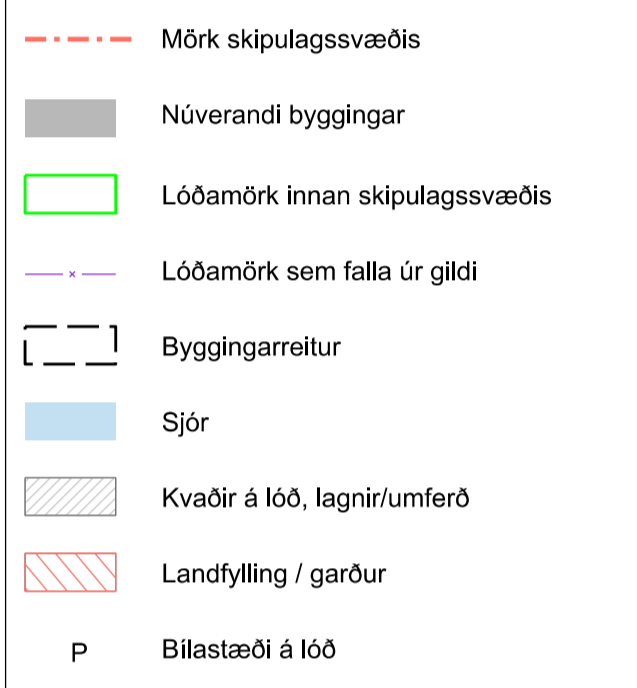 Mörk skipulagssvæðis
Núverandi byggingar
Lóðamörk innan skipulagssvæðis
Lóðamörk sem falla úr gildi
Byggingarreitur
Sjór
Kvaðir á lóð, lagnir/umferð
Landfylling / garður
P Bílastæði á lóð